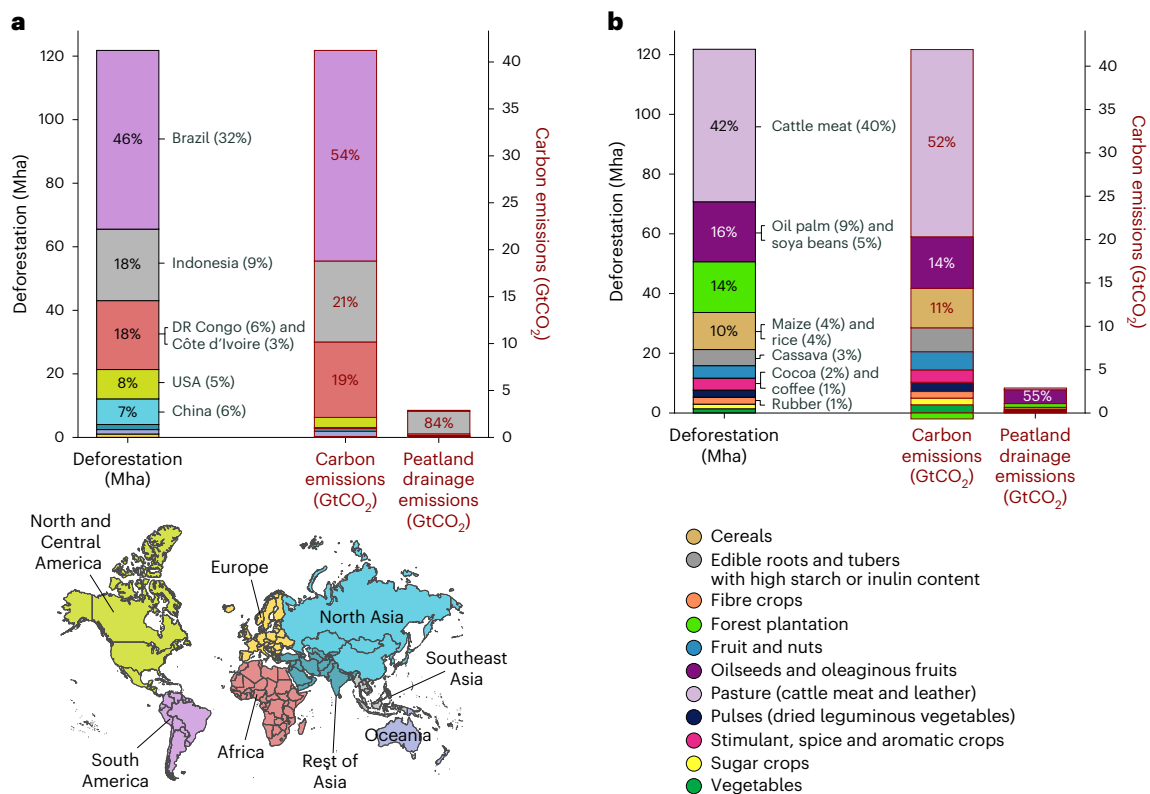 a
Deforestation (Mha)
120
100
80
60
40
20
0
46%
18%
18%
8%
7%
Brazil (32%)
Indonesia (9%)
DR Congo (6%) and
Côte d'Ivoire (3%)
USA (5%)
China (6%)
54%
21%
19%
84%
40
35
30
25
20
15
10
5
0
Carbon emissions (GtCO2)
Deforestation
(Mha)
Carbon
emissions
(GtCO2)
Peatland
drainage
emissions
(GtCO2)
North and
Central
America
Europe
North Asia
Southeast
Asia
South
America
Africa
Rest of
Asia
Oceania
b
Deforestation (Mha)
120
100
80
60
40
20
0
42%
16%
14%
10%
Cattle meat (40%)
Oil palm (9%) and
soya beans (5%)
Maize (4%) and
rice (4%)
Cassava (3%)
Cocoa (2%) and
coffee (1%)
Rubber (1%)
52%
14%
11%
55%
40
35
30
25
20
15
10
5
0
Carbon emissions (GtCO2)
Deforestation
(Mha)
Carbon
emissions
(GtCO2)
Peatland
drainage
emissions
(GtCO2)
Cereals
Edible roots and tubers
with high starch or inulin content
Fibre crops
Forest plantation
Fruit and nuts
Oilseeds and oleaginous fruits
Pasture (cattle meat and leather)
Pulses (dried leguminous vegetables)
Stimulant, spice and aromatic crops
Sugar crops
Vegetables